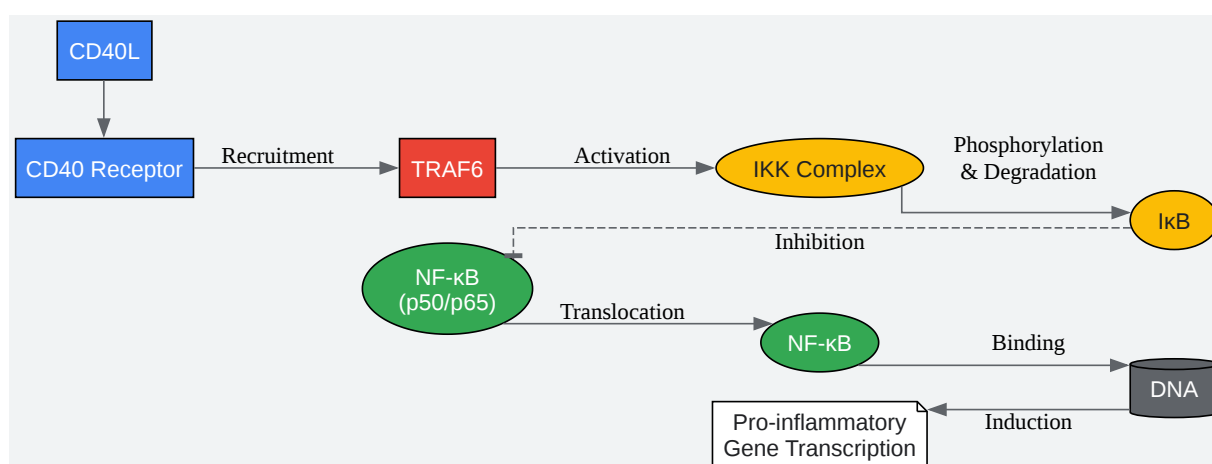 CD40L
CD40 Receptor
Recruitment
TRAF6
Activation
IKK Complex
Phosphorylation
& Degradation
IκB
Inhibition
NF-κB
(p50/p65)
Translocation
NF-κB
Binding
DNA
Induction
Pro-inflammatory
Gene Transcription